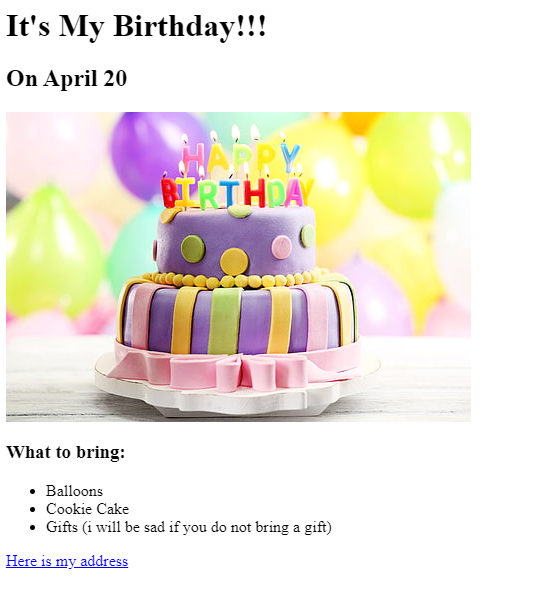 It's My Birthday!!!
On April 20
HAPPY
BIRTHDAY
What to bring:
Balloons
Cookie Cake
Gifts (i will be sad if you do not bring a gift)
Here is my address